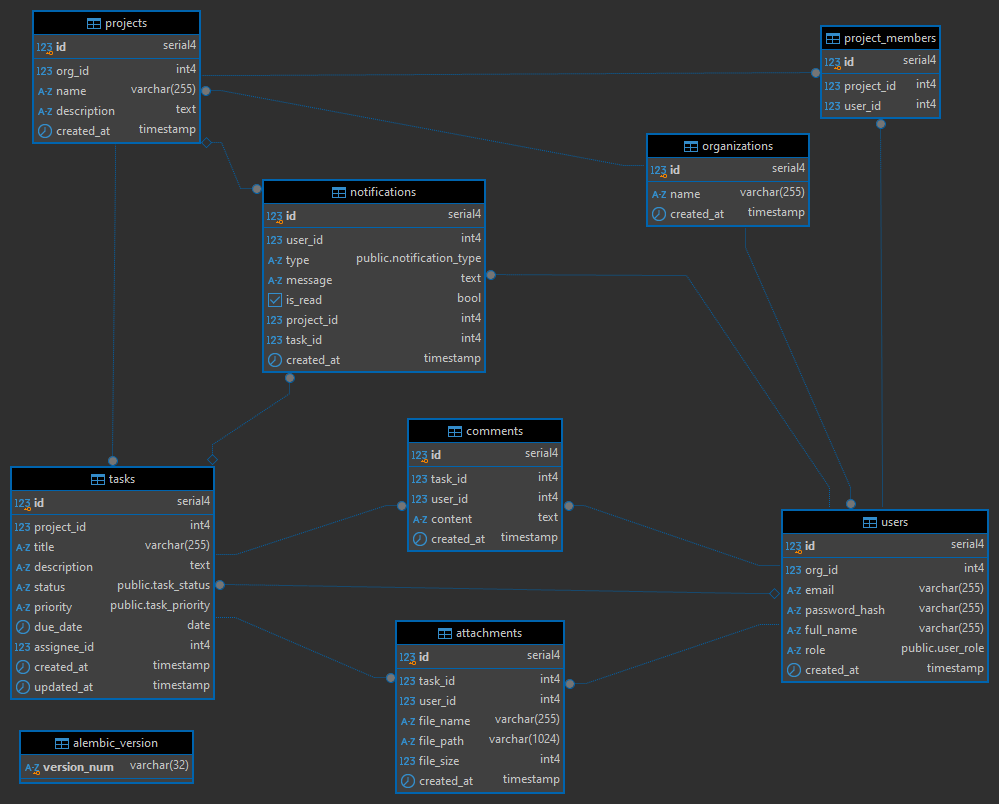 projects
123 id serial4
123 org_id int4
A-Z name varchar(255)
A-Z description text
created_at timestamp
project_members
123 id serial4
123 project_id int4
123 user_id int4
organizations
123 id serial4
A-Z name varchar(255)
created_at timestamp
notifications
123 id serial4
123 user_id int4
A-Z type public.notification_type
A-Z message text
is_read bool
123 project_id int4
123 task_id int4
created_at timestamp
comments
123 id serial4
123 task_id int4
123 user_id int4
A-Z content text
created_at timestamp
tasks
123 id serial4
123 project_id int4
A-Z title varchar(255)
A-Z description text
A-Z status public.task_status
A-Z priority public.task_priority
due_date date
123 assignee_id int4
created_at timestamp
updated_at timestamp
users
123 id serial4
123 org_id int4
A-Z email varchar(255)
A-Z password_hash varchar(255)
A-Z full_name varchar(255)
A-Z role public.user_role
created_at timestamp
attachments
123 id serial4
123 task_id int4
123 user_id int4
A-Z file_name varchar(255)
A-Z file_path varchar(1024)
123 file_size int4
created_at timestamp
alembic_version
A-Z version_num varchar(32)